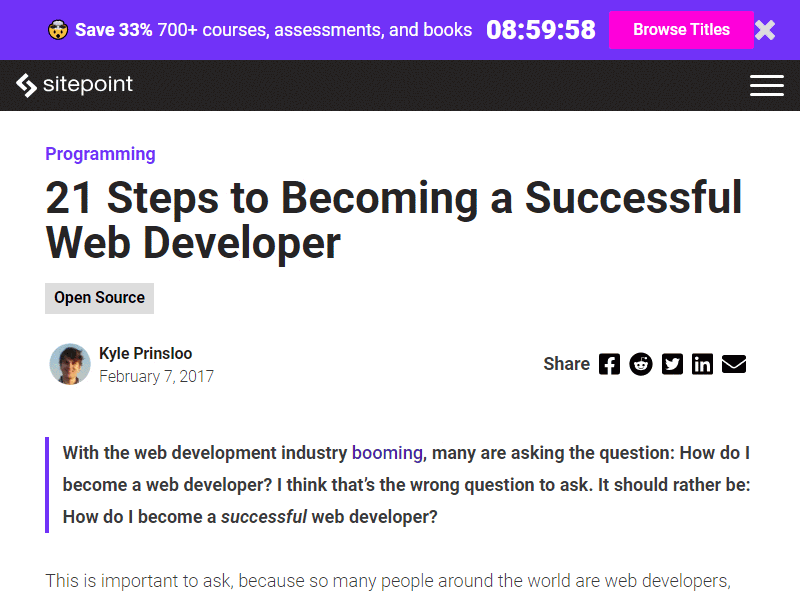 Save 33% 700+ courses, assessments, and books 08:59:58 Browse Titles
sitepoint
Programming
21 Steps to Becoming a Successful
Web Developer
Open Source
Kyle Prinsloo
February 7, 2017
Share
With the web development industry booming, many are asking the question: How do I
become a web developer? I think that’s the wrong question to ask. It should rather be:
How do I become a successful web developer?
This is important to ask, because so many people around the world are web developers,